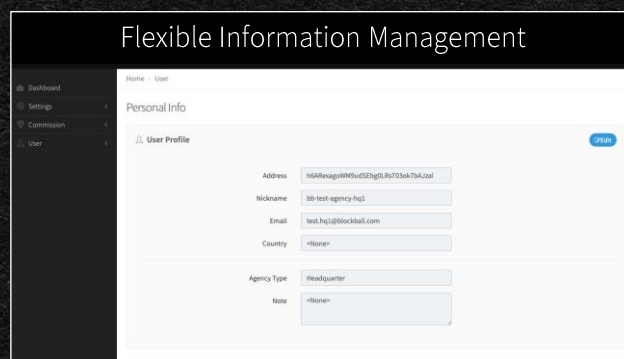 Flexible Information Management
Dashboard
Settings
Commission
User
Home > User
Personal Info
User Profile
Edit
Address
Nickname bb-test-agency-hq1
Email test.hq1@blockball.com
Country <None>
Agency Type Headquarter
Note <None>